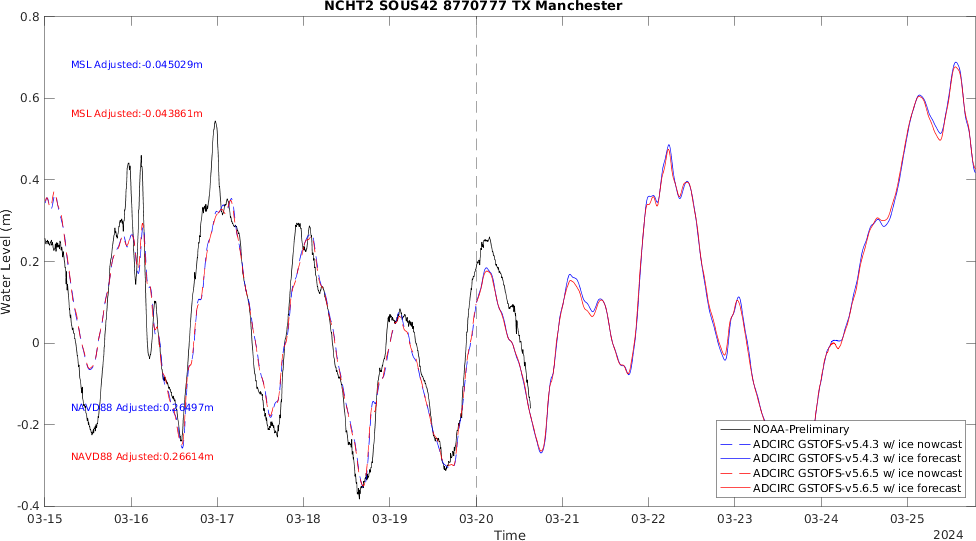 NCHT2 SOUS42 8770777 TX Manchester
0.8
MSL Adjusted:-0.045029m
0.6
MSL Adjusted:-0.043861m
0.4
0.2
Water Level (m)
0
NAVD88 Adjusted:0.26497m
-0.2
NAVD88 Adjusted:0.26614m
-0.4
NOAA-Preliminary
ADCIRC GSTOFS-v5.4.3 w/ ice nowcast
ADCIRC GSTOFS-v5.4.3 w/ ice forecast
ADCIRC GSTOFS-v5.6.5 w/ ice nowcast
ADCIRC GSTOFS-v5.6.5 w/ ice forecast
03-15 03-16 03-17 03-18 03-19 03-20 03-21 03-22 03-23 03-24 03-25
Time
2024